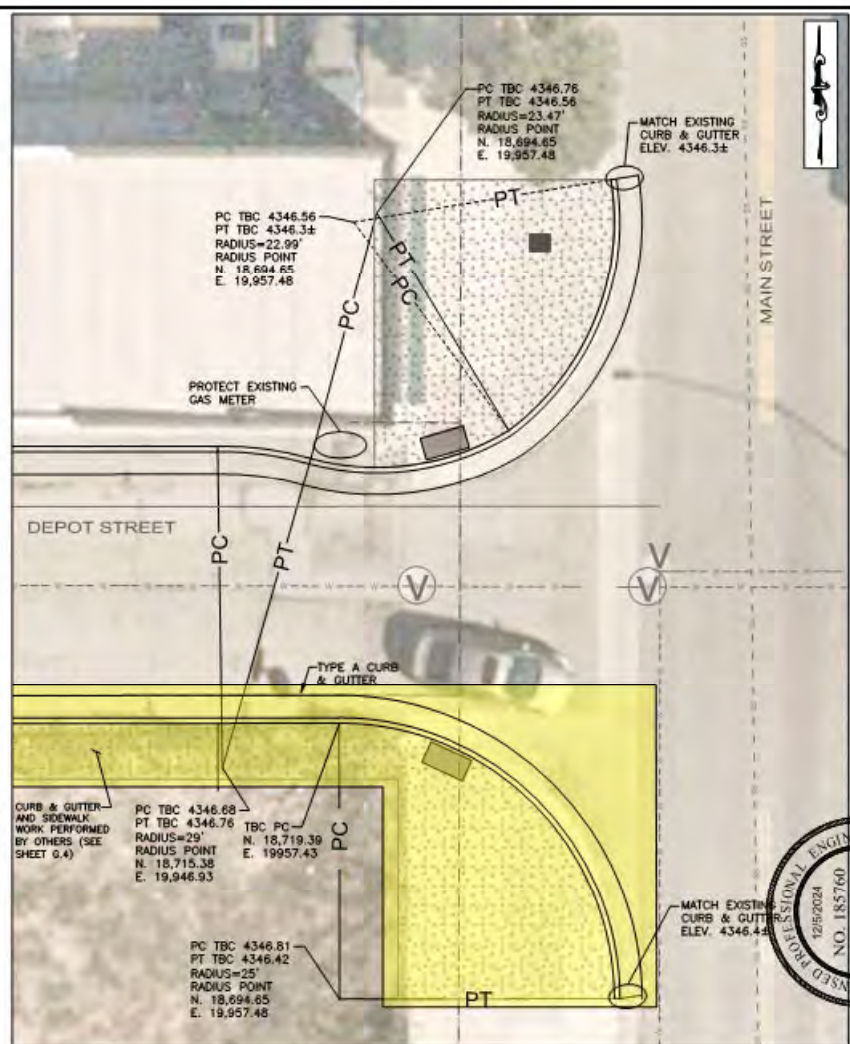 PC TBC 4346.76
PT TBC 4346.56
RADIUS=23.47'
RADIUS POINT
N. 18,694.65
E. 19,957.48
MATCH EXISTING
CURB & GUTTER
ELEV. 4346.3±
PT
PC TBC 4346.56
PT TBC 4346.3±
RADIUS=22.99'
RADIUS POINT
N. 18,694.65
E. 19,957.48
PT
PC
PC
MAIN STREET
PROTECT EXISTING
GAS METER
DEPOT STREET
PC
PT
V
V
V
TYPE A CURB
& GUTTER
CURB & GUTTER
AND SIDEWALK
WORK PERFORMED
BY OTHERS (SEE
SHEET G.4)
PC TBC 4346.68
PT TBC 4346.76
RADIUS=29'
RADIUS POINT
N. 18,715.38
E. 19,946.93
TBC PC
N. 18,719.39
E. 19957.43
PC
PC TBC 4346.81
PT TBC 4346.42
RADIUS=25'
RADIUS POINT
N. 18,694.65
E. 19,957.48
PT
MATCH EXISTING
CURB & GUTTER
ELEV. 4346.4±
PROFESSIONAL
12/5/2024
NO. 185760